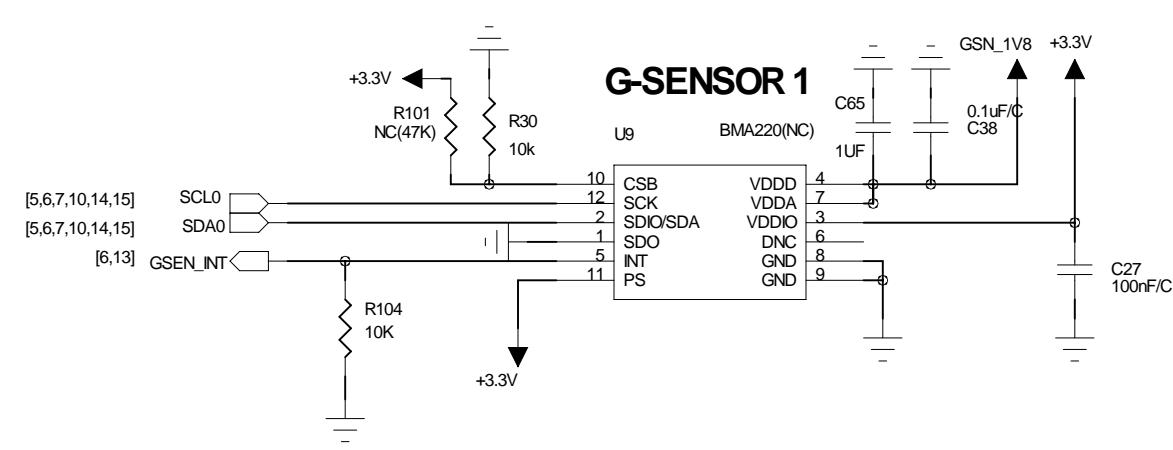 GSN_1V8 +3.3V
+3.3V
G-SENSOR 1
R101
NC(47K)
R30
10k
C65
1UF
0.1uF/C
C38
U9
BMA220(NC)
10 CSB VDDD 4
12 SCK VDDA 7
2 SDIO/SDA VDDIO 3
1 SDO DNC 6
5 INT GND 8
11 PS GND 9
[5,6,7,10,14,15] SCL0
[5,6,7,10,14,15] SDA0
[6,13] GSEN_INT
R104
10K
+3.3V
C27
100nF/C